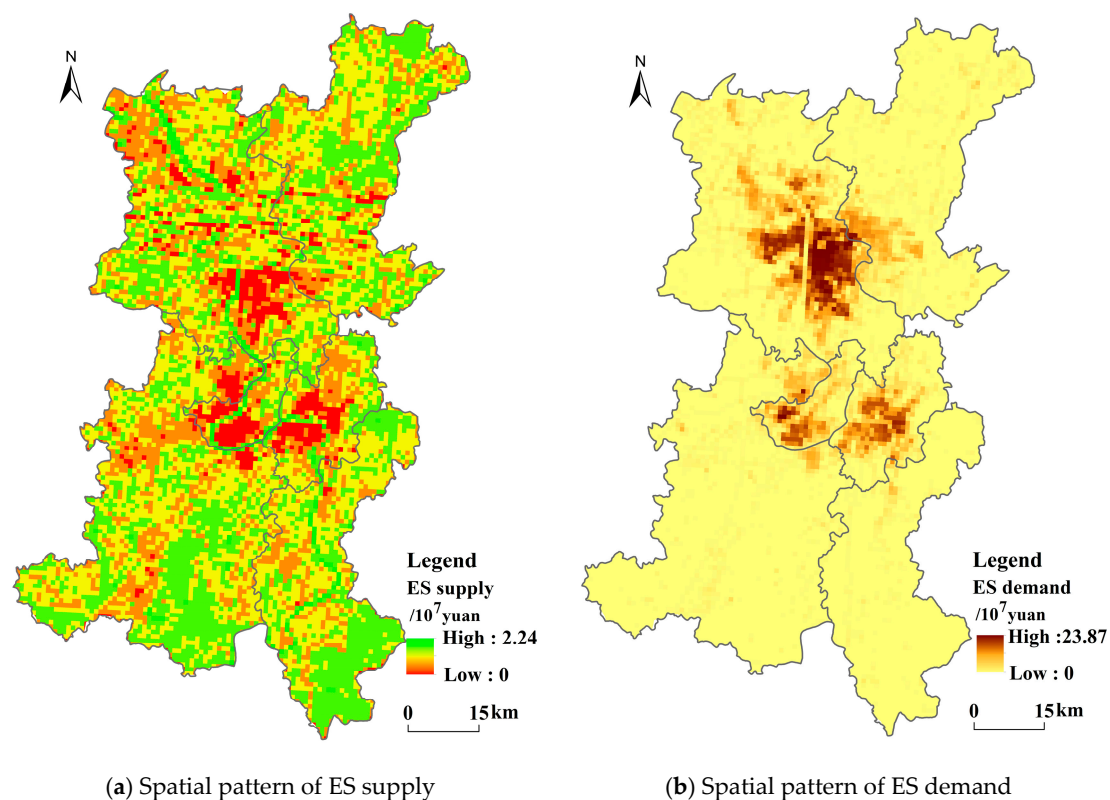 N
Legend
ES supply
/10⁷yuan
High : 2.24
Low : 0
0 15km
(a) Spatial pattern of ES supply
N
Legend
ES demand
/10⁷yuan
High :23.87
Low : 0
0 15km
(b) Spatial pattern of ES demand